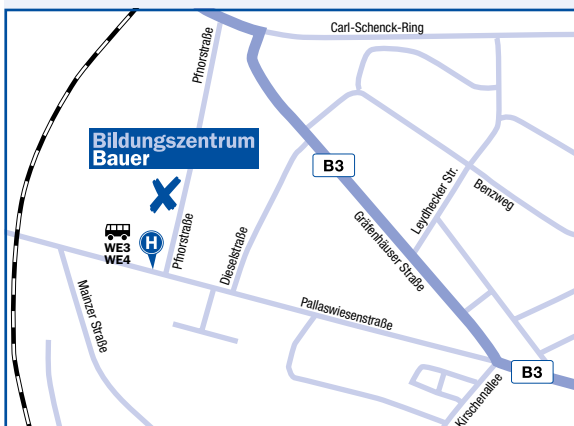 Carl-Schenck-Ring
Pfnorstraße
Bildungszentrum
Bauer
B3
Leydhecker Str.
Benzweg
WE3
WE4
H
Pfnorstraße
Dieselstraße
Gräfenhäuser Straße
Mainzer Straße
Pallaswiesenstraße
B3
Kirschenallee